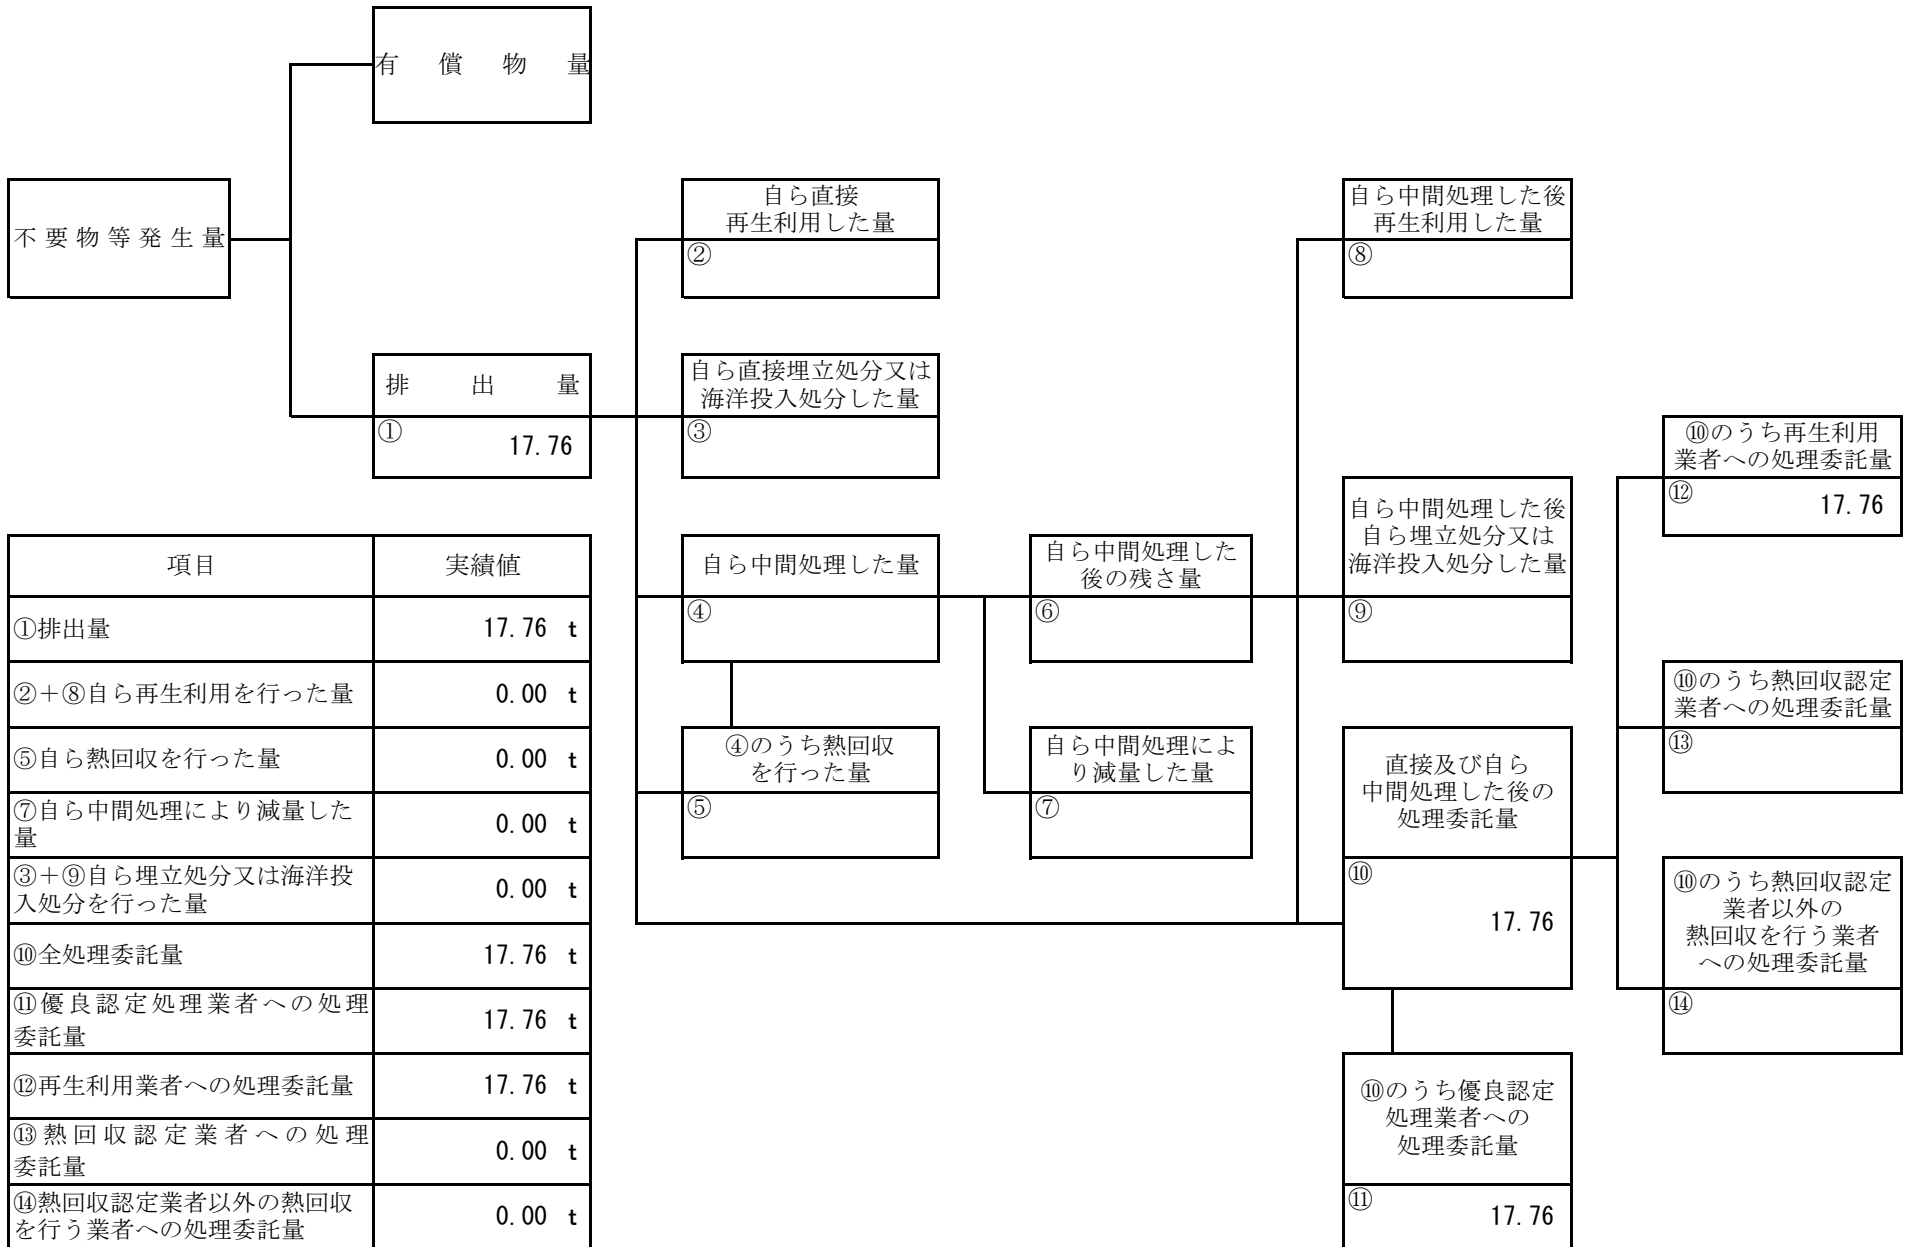 有償物量
不要物等発生量
排出量
①
17.76
自ら直接
再生利用した量
②
自ら直接埋立処分又は
海洋投入処分した量
③
自ら中間処理した量
④
④のうち熱回収
を行った量
⑤
自ら中間処理した
後の残さ量
⑥
自ら中間処理によ
り減量した量
⑦
自ら中間処理した後
再生利用した量
⑧
自ら中間処理した後
自ら埋立処分又は
海洋投入処分した量
⑨
直接及び自ら
中間処理した後の
処理委託量
⑩
17.76
⑩のうち優良認定
処理業者への
処理委託量
⑪
17.76
⑩のうち再生利用
業者への処理委託量
⑫
17.76
⑩のうち熱回収認定
業者への処理委託量
⑬
⑩のうち熱回収認定
業者以外の
熱回収を行う業者
への処理委託量
⑭
項目 実績値
①排出量 17.76 t
②＋⑧自ら再生利用を行った量 0.00 t
⑤自ら熱回収を行った量 0.00 t
⑦自ら中間処理により減量した
量 0.00 t
③＋⑨自ら埋立処分又は海洋投
入処分を行った量 0.00 t
⑩全処理委託量 17.76 t
⑪優良認定処理業者への処理
委託量 17.76 t
⑫再生利用業者への処理委託量 17.76 t
⑬熱回収認定業者への処理
委託量 0.00 t
⑭熱回収認定業者以外の熱回収
を行う業者への処理委託量 0.00 t